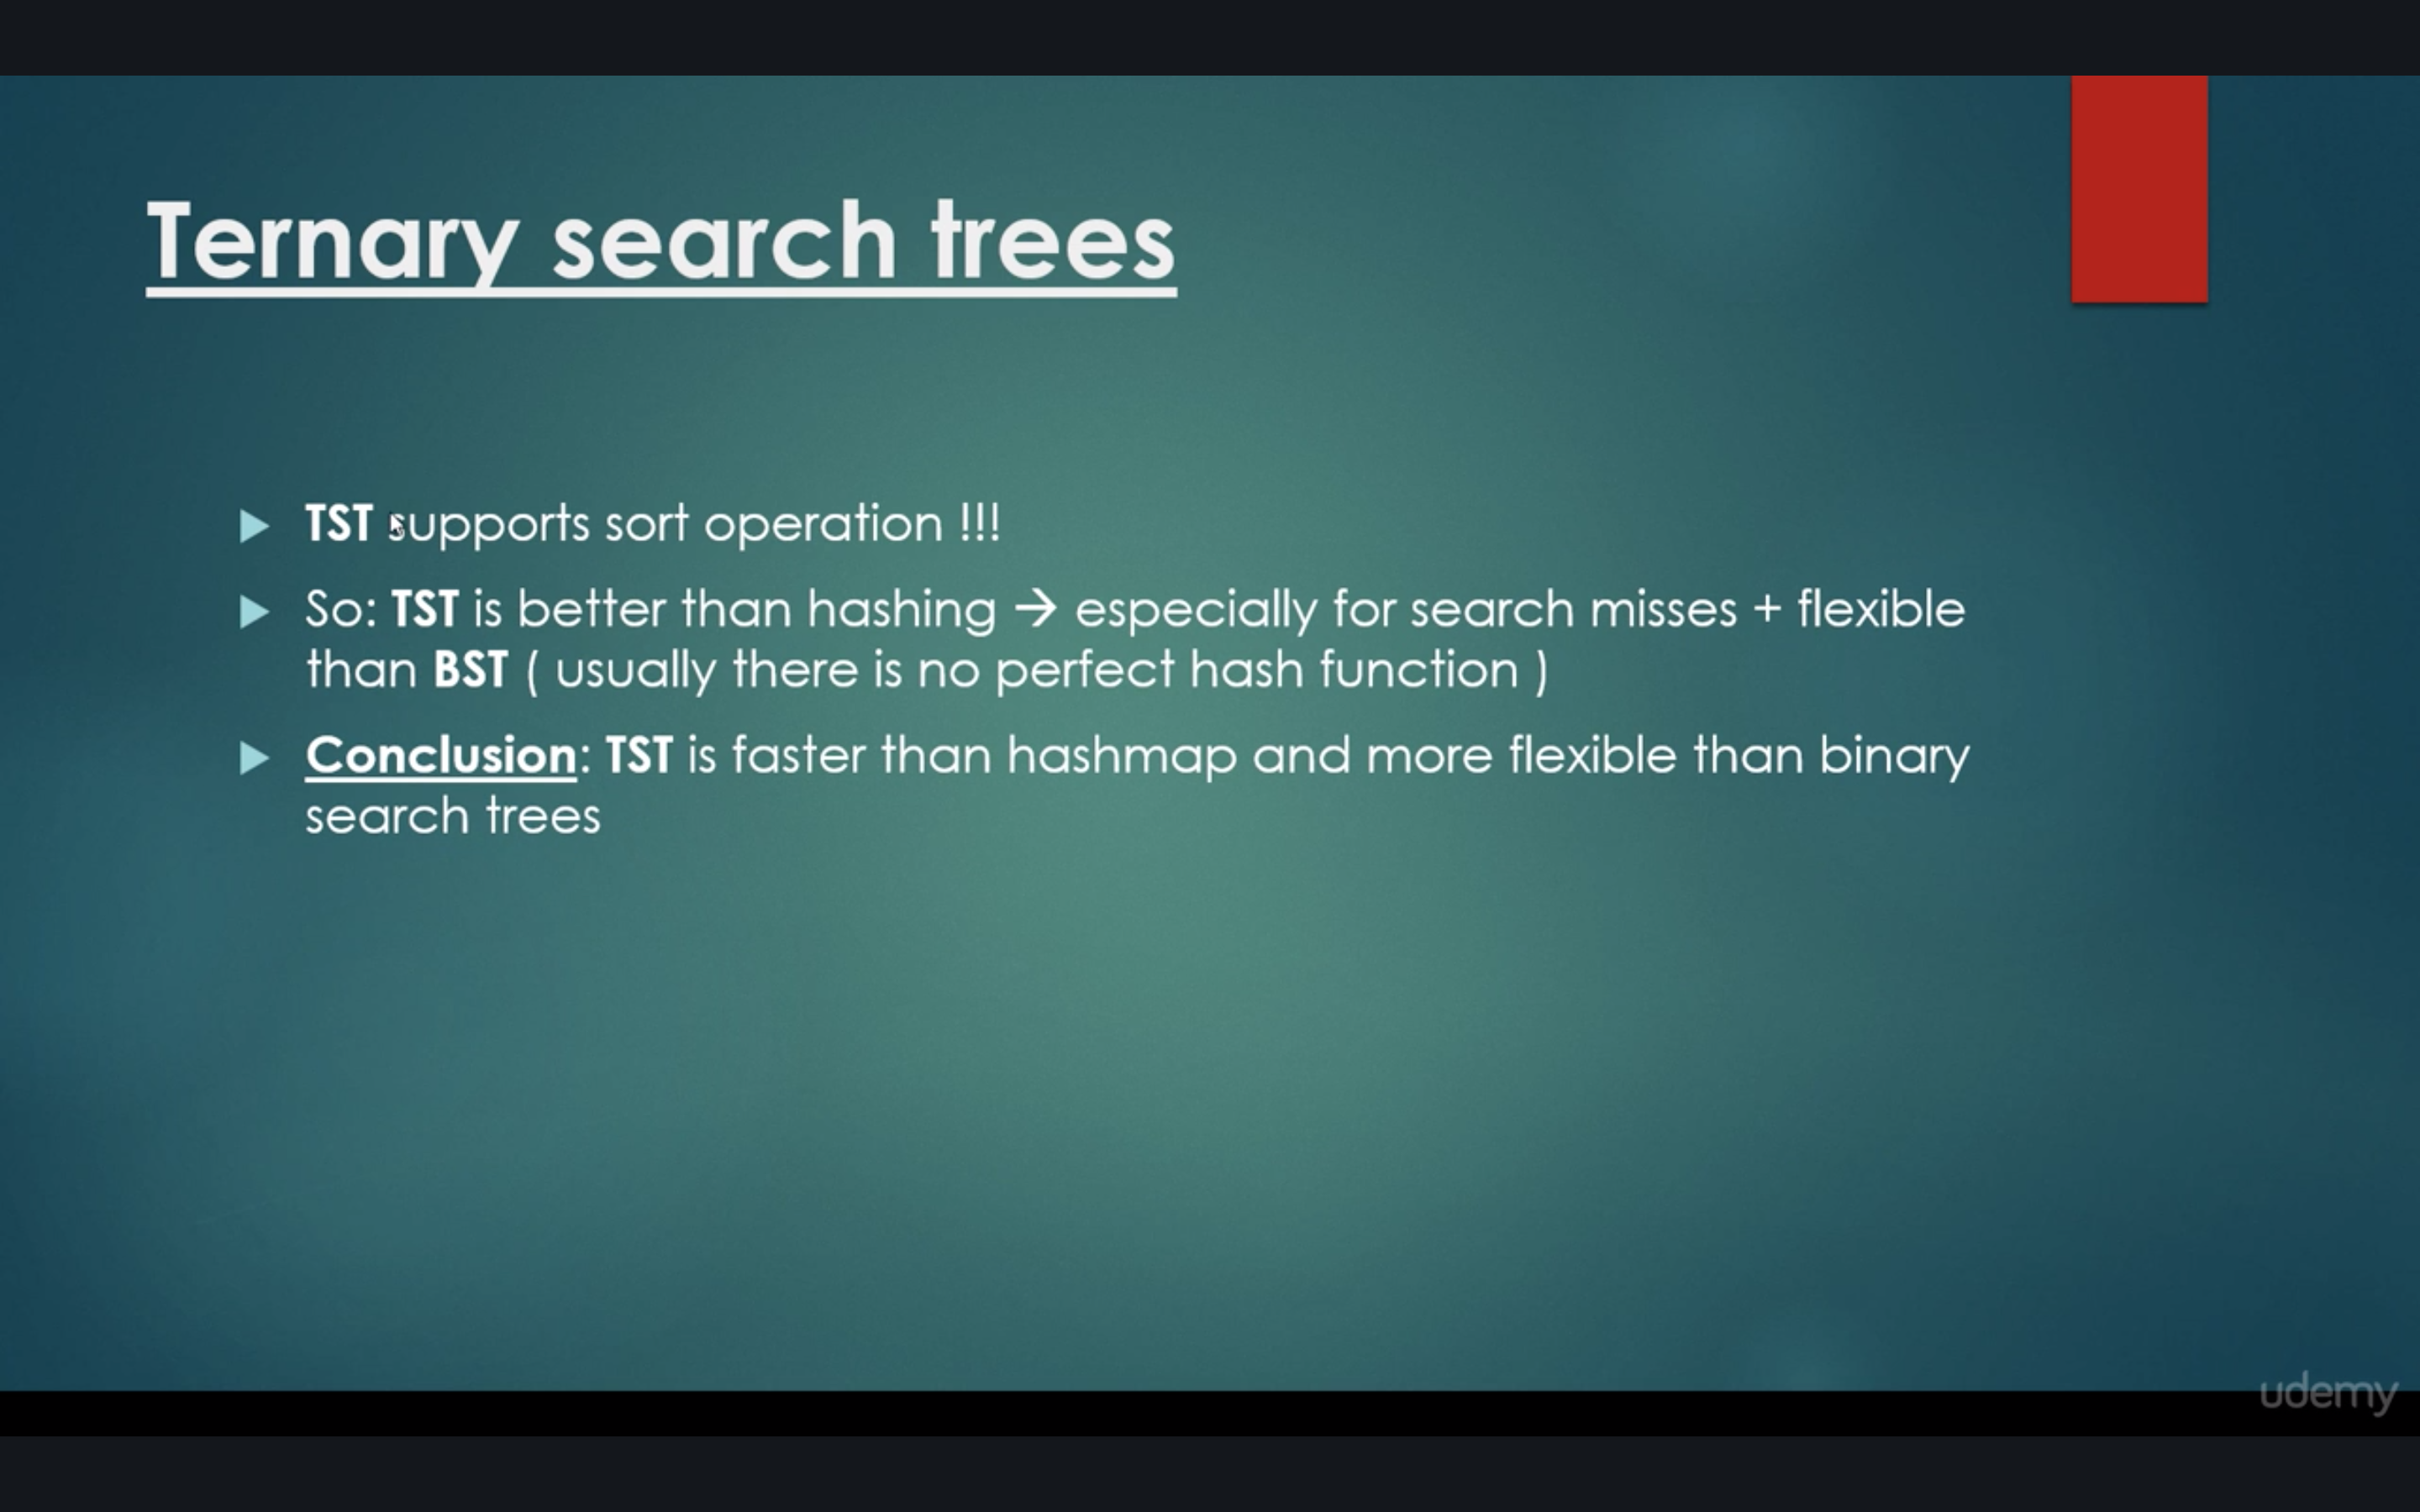 Ternary search trees
TST supports sort operation !!!
So: TST is better than hashing → especially for search misses + flexible
than BST ( usually there is no perfect hash function )
Conclusion: TST is faster than hashmap and more flexible than binary
search trees
udemy